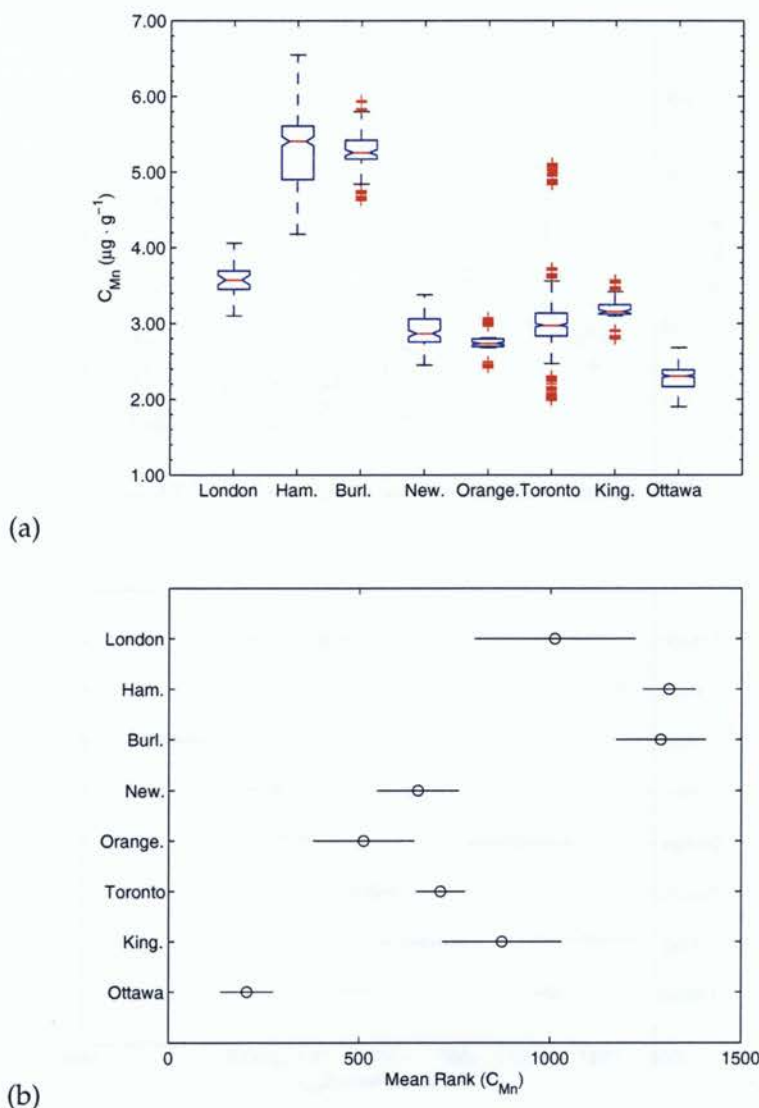 7.00
6.00
5.00
4.00
3.00
2.00
1.00
C_Mn (µg · g⁻¹)
London Ham. Burl. New. Orange. Toronto King. Ottawa
(a)
London
Ham.
Burl.
New.
Orange.
Toronto
King.
Ottawa
0 500 1000 1500
Mean Rank (C_Mn)
(b)